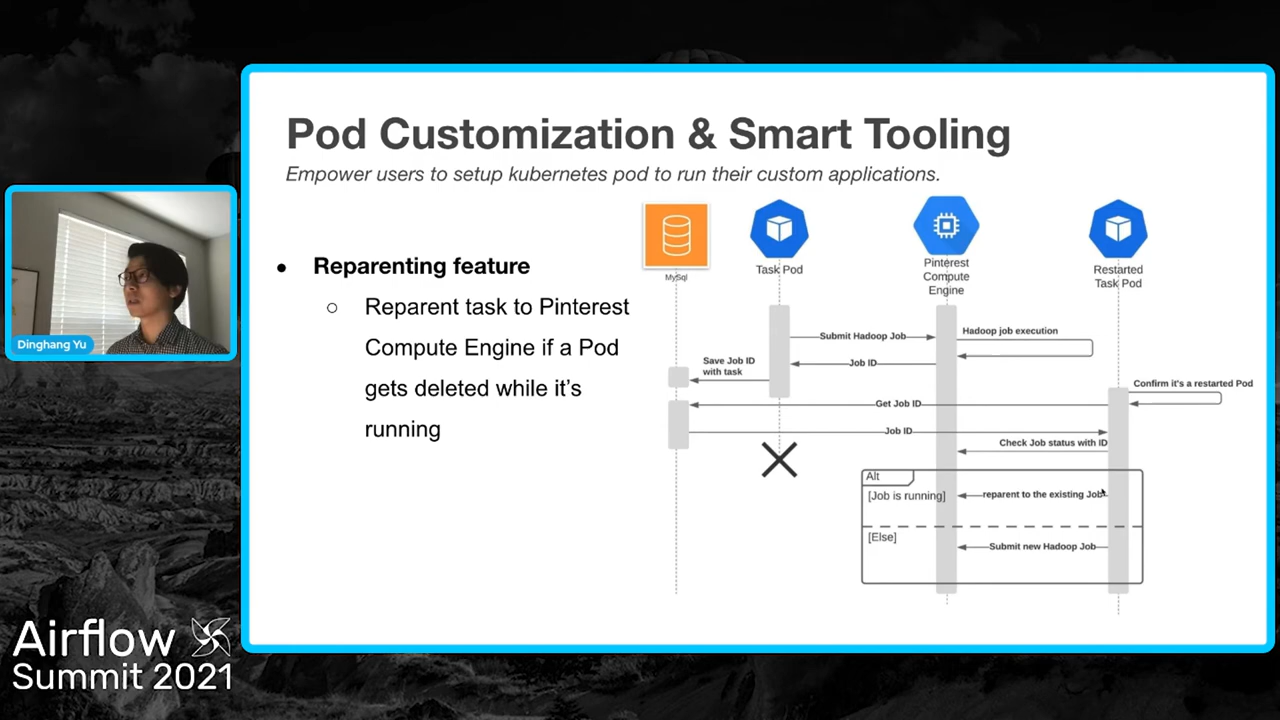 Pod Customization & Smart Tooling
Empower users to setup kubernetes pod to run their custom applications.
● Reparenting feature
○ Reparent task to Pinterest
Compute Engine if a Pod
gets deleted while it's
running
MySql
Task Pod
Pinterest
Compute
Engine
Restarted
Task Pod
Submit Hadoop Job
Hadoop job execution
Job ID
Save Job ID
with task
Confirm it's a restarted Pod
Get Job ID
Job ID
Check Job status with ID
Alt
[Job is running]
reparent to the existing Job
[Else]
Submit new Hadoop Job
Dinghang Yu
Airflow
Summit 2021